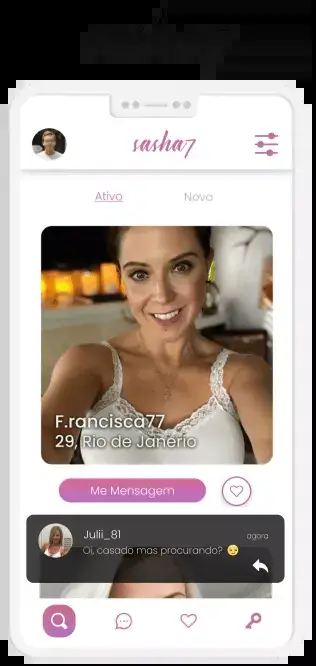 sasha7
Ativo
Nova
F.rancisca77
29, Rio de Janerio
Me Mensagem
Julii_81
agora
Oi, casado mas procurando? 😏